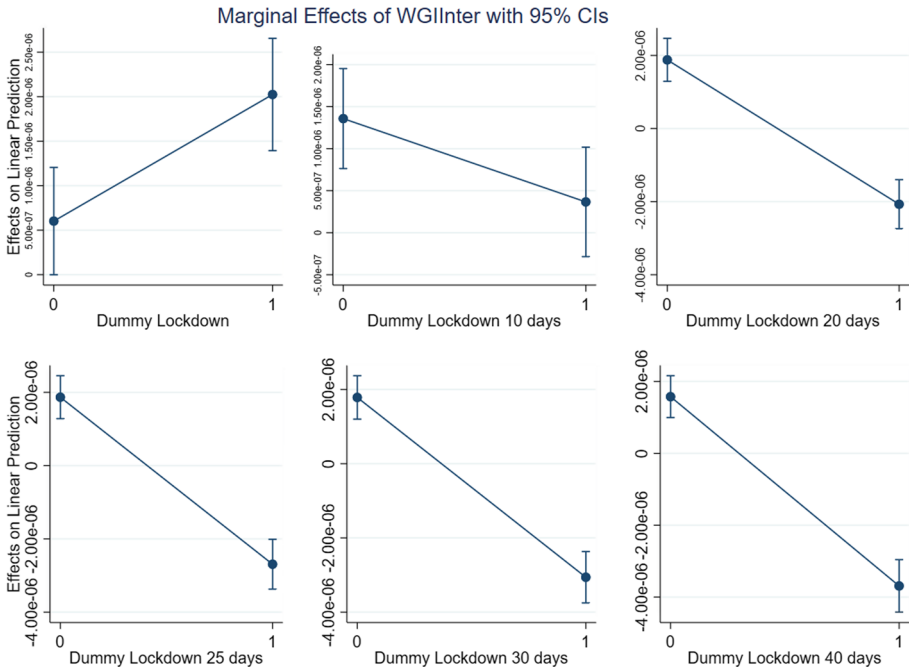 Marginal Effects of WGIInter with 95% CIs
Effects on Linear Prediction
2.50e-06
2.00e-06
1.50e-06
1.00e-06
5.00e-07
0
0 1
Dummy Lockdown
2.00e-06
1.50e-06
1.00e-06
5.00e-07
0
-5.00e-07
0 1
Dummy Lockdown 10 days
2.00e-06
0
-2.00e-06
-4.00e-06
0 1
Dummy Lockdown 20 days
Effects on Linear Prediction
2.00e-06
0
-2.00e-06
-4.00e-06
0 1
Dummy Lockdown 25 days
2.00e-06
0
-2.00e-06
-4.00e-06
0 1
Dummy Lockdown 30 days
2.00e-06
0
-2.00e-06
-4.00e-06
0 1
Dummy Lockdown 40 days